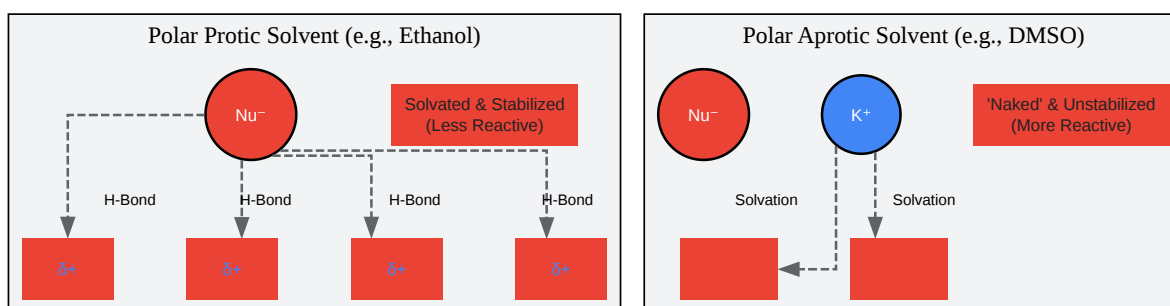 Polar Protic Solvent (e.g., Ethanol)
Nu⁻
Solvated & Stabilized
(Less Reactive)
H-Bond
H-Bond
H-Bond
H-Bond
δ+
δ+
δ+
δ+
Polar Aprotic Solvent (e.g., DMSO)
Nu⁻
K⁺
'Naked' & Unstabilized
(More Reactive)
Solvation
Solvation